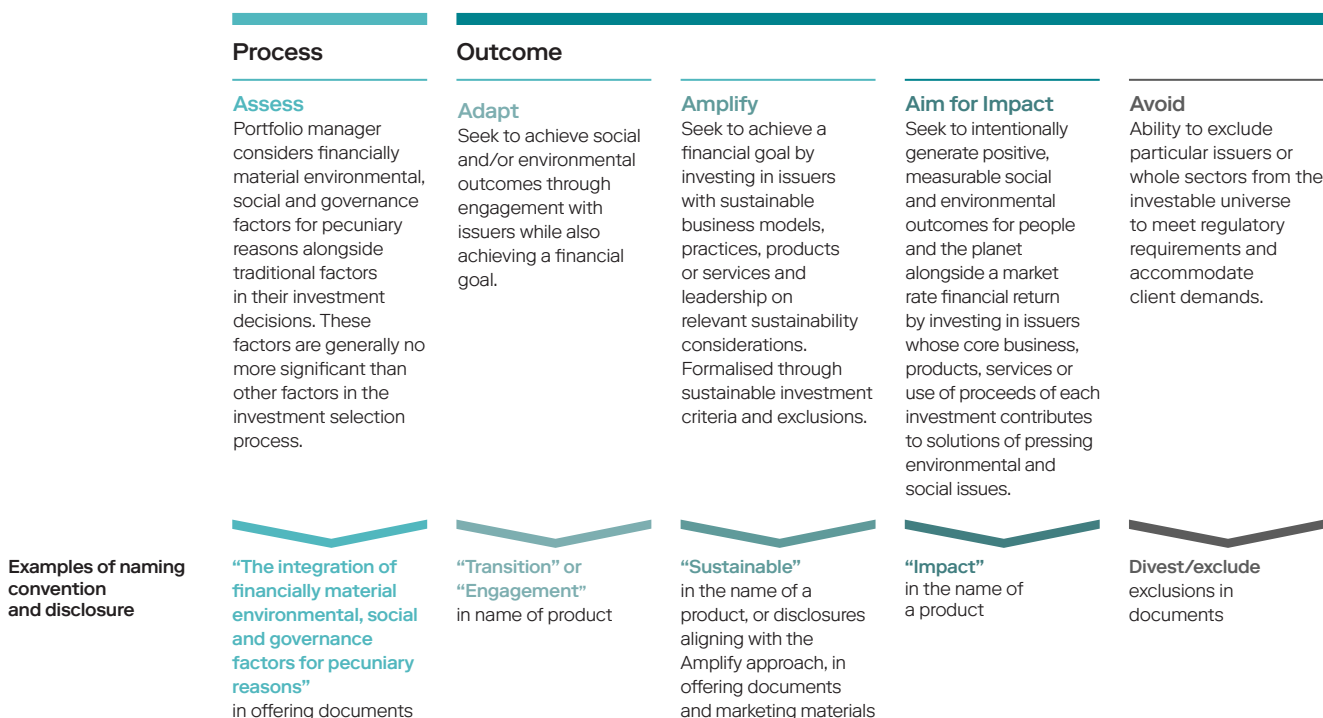 Process
Outcome
Assess
Portfolio manager
considers financially
material environmental,
social and governance
factors for pecuniary
reasons alongside
traditional factors
in their investment
decisions. These
factors are generally no
more significant than
other factors in the
investment selection
process.
Adapt
Seek to achieve social
and/or environmental
outcomes through
engagement with
issuers while also
achieving a financial
goal.
Amplify
Seek to achieve a
financial goal by
investing in issuers
with sustainable
business models,
practices, products
or services and
leadership on
relevant sustainability
considerations.
Formalised through
sustainable investment
criteria and exclusions.
Aim for Impact
Seek to intentionally
generate positive,
measurable social
and environmental
outcomes for people
and the planet
alongside a market
rate financial return
by investing in issuers
whose core business,
products, services or
use of proceeds of each
investment contributes
to solutions of pressing
environmental and
social issues.
Avoid
Ability to exclude
particular issuers or
whole sectors from the
investable universe
to meet regulatory
requirements and
accommodate
client demands.
Examples of naming
convention
and disclosure
“The integration of
financially material
environmental, social
and governance
factors for pecuniary
reasons”
in offering documents
“Transition” or
“Engagement”
in name of product
“Sustainable”
in the name of a
product, or disclosures
aligning with the
Amplify approach, in
offering documents
and marketing materials
“Impact”
in the name of
a product
Divest/exclude
exclusions in
documents